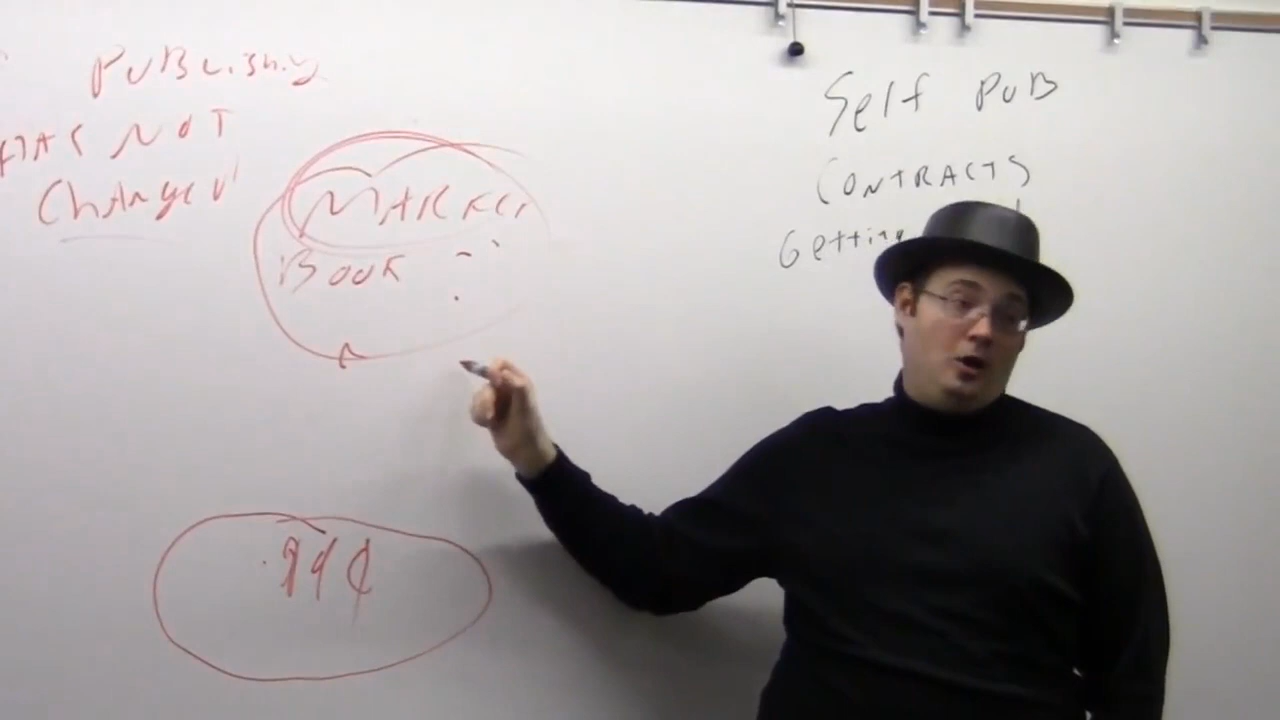 PUBLishing
HAS NOT
Changed
MARKET
BOOK
99¢
Self PUB
CONTRACTS
Getting